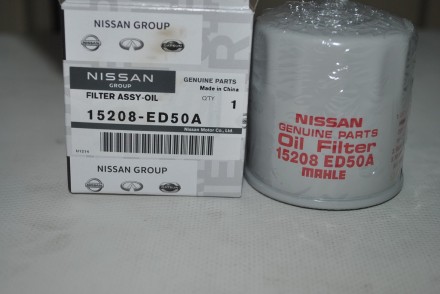 NISSAN GROUP
NISSAN
GROUP
GENUINE PARTS
Made in China
FILTER ASSY-OIL
Q'TY 1
15208-ED50A
Nissan Motor Co., Ltd.
NISSAN GROUP
NISSAN
GENUINE PARTS
Oil Filter
15208 ED50A
MAHLE